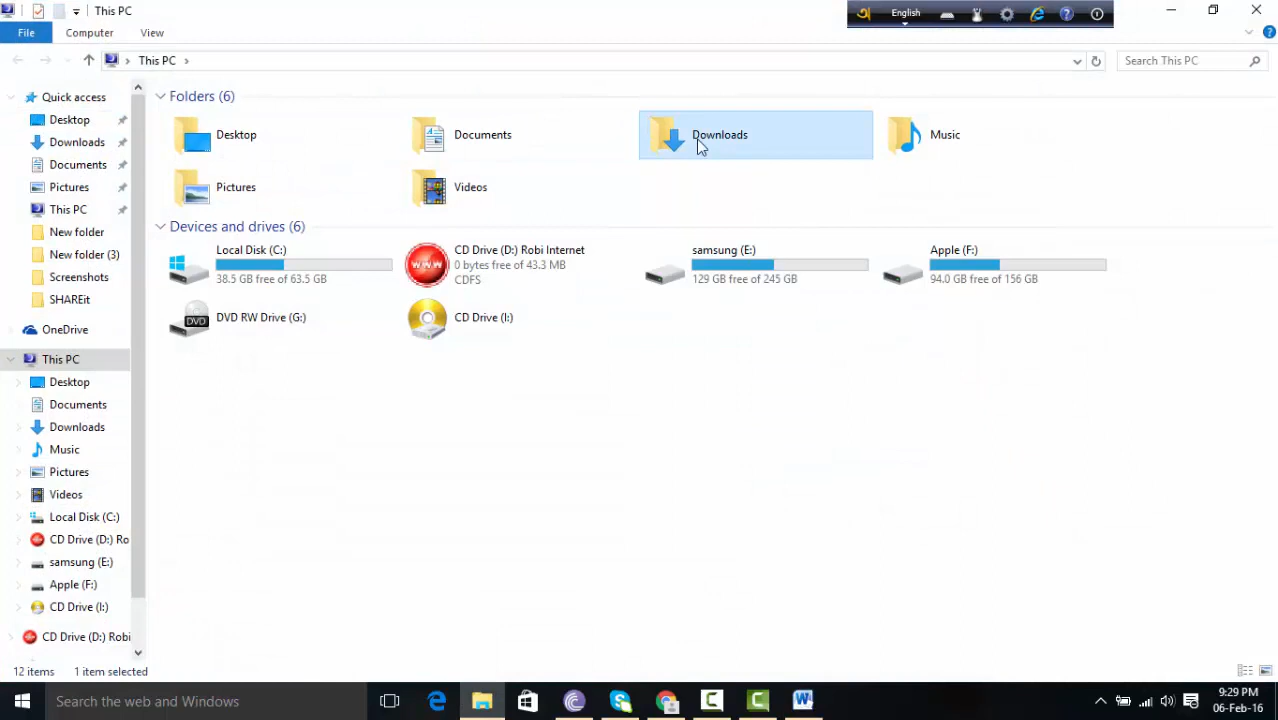 This PC
English
File
Computer
View
This PC
Search This PC
Quick access
Desktop
Downloads
Documents
Pictures
This PC
New folder
New folder (3)
Screenshots
SHAREit
OneDrive
This PC
Desktop
Documents
Downloads
Music
Pictures
Videos
Local Disk (C:)
CD Drive (D:) Ro
samsung (E:)
Apple (F:)
CD Drive (I:)
CD Drive (D:) Robi
Folders (6)
Desktop
Documents
Downloads
Music
Pictures
Videos
Devices and drives (6)
Local Disk (C:)
38.5 GB free of 63.5 GB
CD Drive (D:) Robi Internet
0 bytes free of 43.3 MB
CDFS
samsung (E:)
129 GB free of 245 GB
Apple (F:)
94.0 GB free of 156 GB
DVD
DVD RW Drive (G:)
CD Drive (I:)
12 items
1 item selected
Search the web and Windows
9:29 PM
06-Feb-16